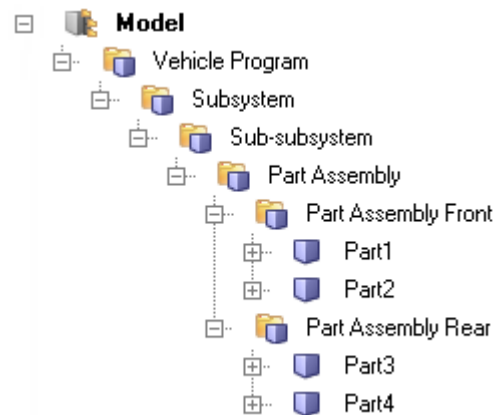 Model
Vehicle Program
Subsystem
Sub-subsystem
Part Assembly
Part Assembly Front
Part1
Part2
Part Assembly Rear
Part3
Part4